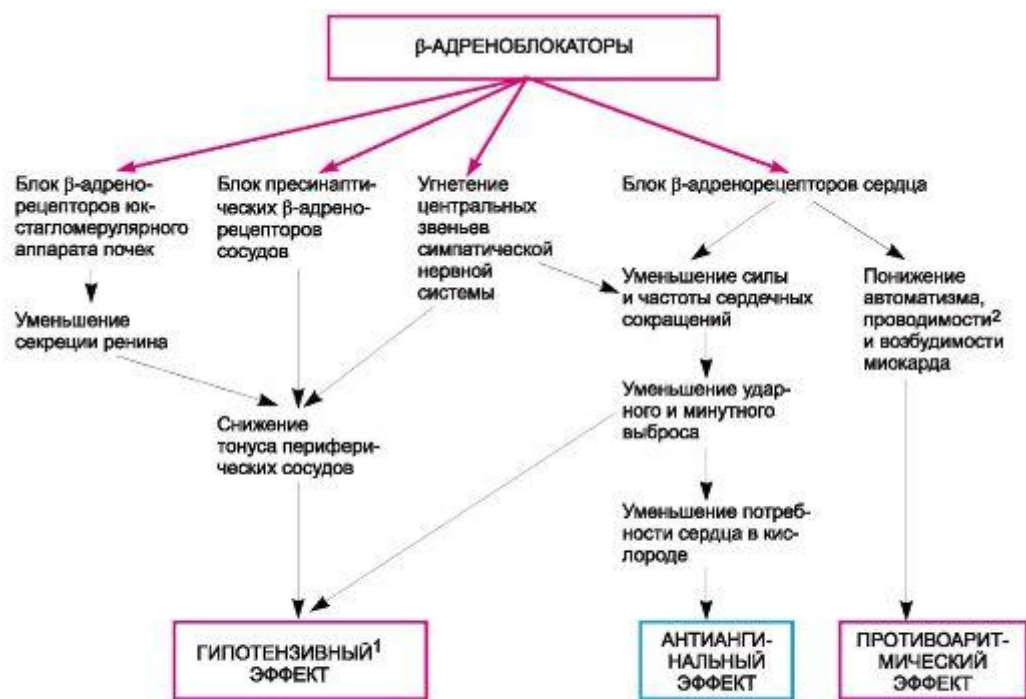 β-АДРЕНОБЛОКАТОРЫ
Блок β-адрено-
рецепторов юк-
стагломерулярного
аппарата почек
Блок пресинапти-
ческих β-адрено-
рецепторов
сосудов
Угнетение
центральных
звеньев
симпатической
нервной
системы
Блок β-адренорецепторов сердца
Уменьшение
секреции ренина
Уменьшение силы
и частоты сердечных
сокращений
Понижение
автоматизма,
проводимости²
и возбудимости
миокарда
Снижение
тонуса перифери-
ческих сосудов
Уменьшение удар-
ного и минутного
выброса
Уменьшение потреб-
ности сердца в кис-
лороде
ГИПОТЕНЗИВНЫЙ¹
ЭФФЕКТ
АНТИАНГИ-
НАЛЬНЫЙ
ЭФФЕКТ
ПРОТИВОАРИТ-
МИЧЕСКИЙ
ЭФФЕКТ